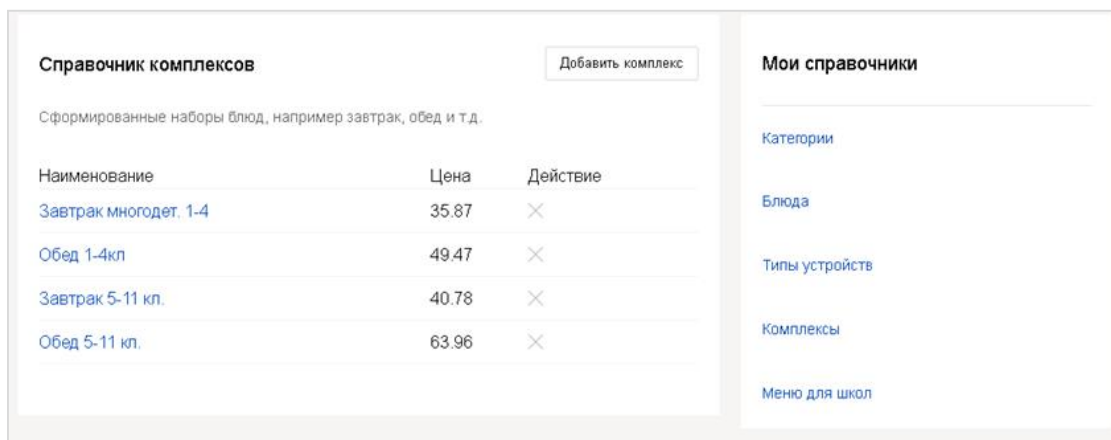 Справочник комплексов
Добавить комплекс
Сформированные наборы блюд, например завтрак, обед и т.д.
Наименование Цена Действие
Завтрак многодет. 1-4 35.87
Обед 1-4кл 49.47
Завтрак 5-11 кл. 40.78
Обед 5-11 кл. 63.96
Мои справочники
Категории
Блюда
Типы устройств
Комплексы
Меню для школ